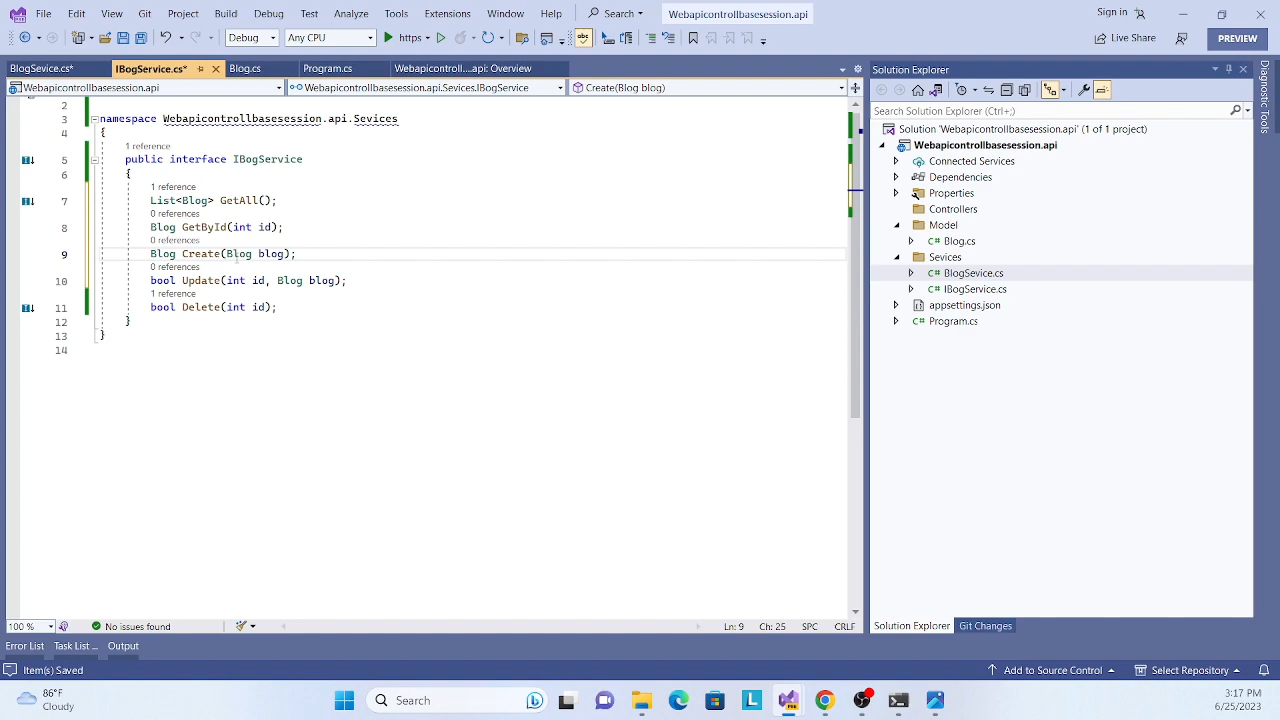 File Edit View Git Project Build Debug Test Analyze Tools Extensions Window Help Search Webapicontrollbasesession.api Sign in
Debug Any CPU https Live Share PREVIEW
BlogSevice.cs* IBogService.cs* Blog.cs Program.cs Webapicontroll....api: Overview
Webapicontrollbasesession.api Webapicontrollbasesession.api.Sevices.IBogService Create(Blog blog)
2
3 namespace Webapicontrollbasesession.api.Sevices
4 {
1 reference
5 public interface IBogService
6 {
1 reference
7 List<Blog> GetAll();
0 references
8 Blog GetById(int id);
0 references
9 Blog Create(Blog blog);
0 references
10 bool Update(int id, Blog blog);
1 reference
11 bool Delete(int id);
12 }
13 }
14
100 % No issues found Ln: 9 Ch: 25 SPC CRLF
Solution Explorer
Search Solution Explorer (Ctrl+;)
Solution 'Webapicontrollbasesession.api' (1 of 1 project)
Webapicontrollbasesession.api
Connected Services
Dependencies
Properties
Controllers
Model
C# Blog.cs
Sevices
C# BlogSevice.cs
C# IBogService.cs
appsettings.json
C# Program.cs
Solution Explorer Git Changes
Diagnostic Tools
Error List Task List ... Output
Item(s) Saved Add to Source Control Select Repository
86°F
Cloudy
Search
3:17 PM
6/25/2023